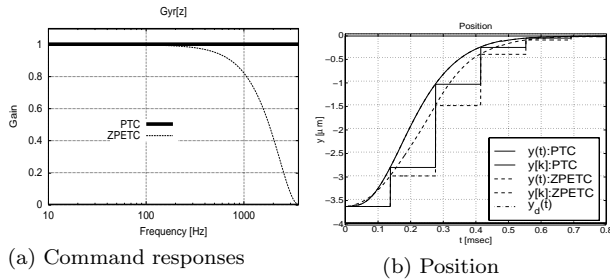 Gyr[z]
1
0.8
0.6
0.4
0.2
0
Gain
PTC
ZPETC
10
100
1000
Frequency [Hz]
(a) Command responses
Position
0
-0.5
-1
-1.5
-2
-2.5
-3
-3.5
-4
y [μm]
y(t):PTC
y[k]:PTC
y(t):ZPETC
y[k]:ZPETC
y_d(t)
0
0.1
0.2
0.3
0.4
0.5
0.6
0.7
0.8
t [msec]
(b) Position